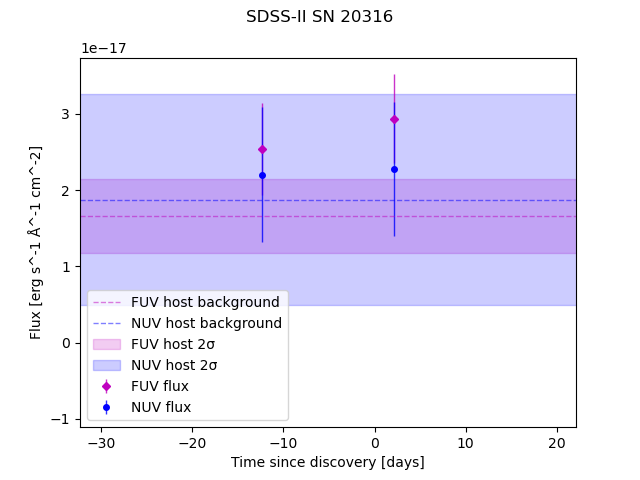 SDSS-II SN 20316
1e−17
3
2
1
0
−1
Flux [erg s^-1 Å^-1 cm^-2]
FUV host background
NUV host background
FUV host 2σ
NUV host 2σ
FUV flux
NUV flux
−30 −20 −10 0 10 20
Time since discovery [days]